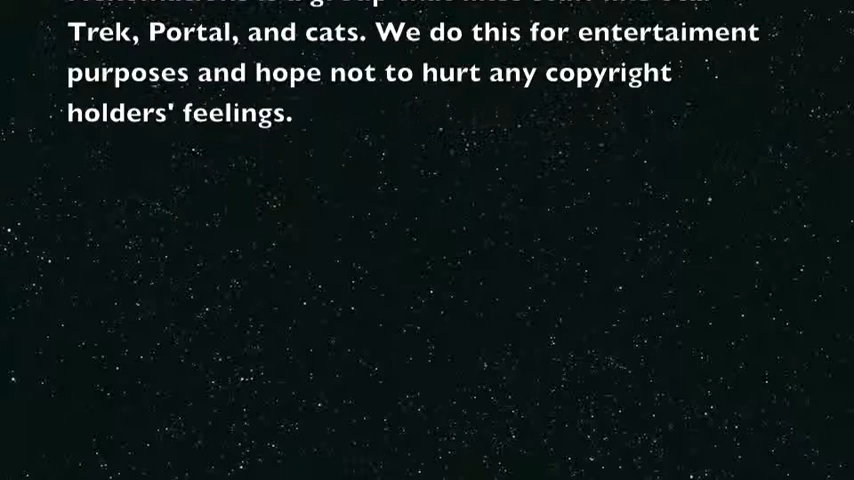 Trek, Portal, and cats. We do this for entertaiment
purposes and hope not to hurt any copyright
holders' feelings.